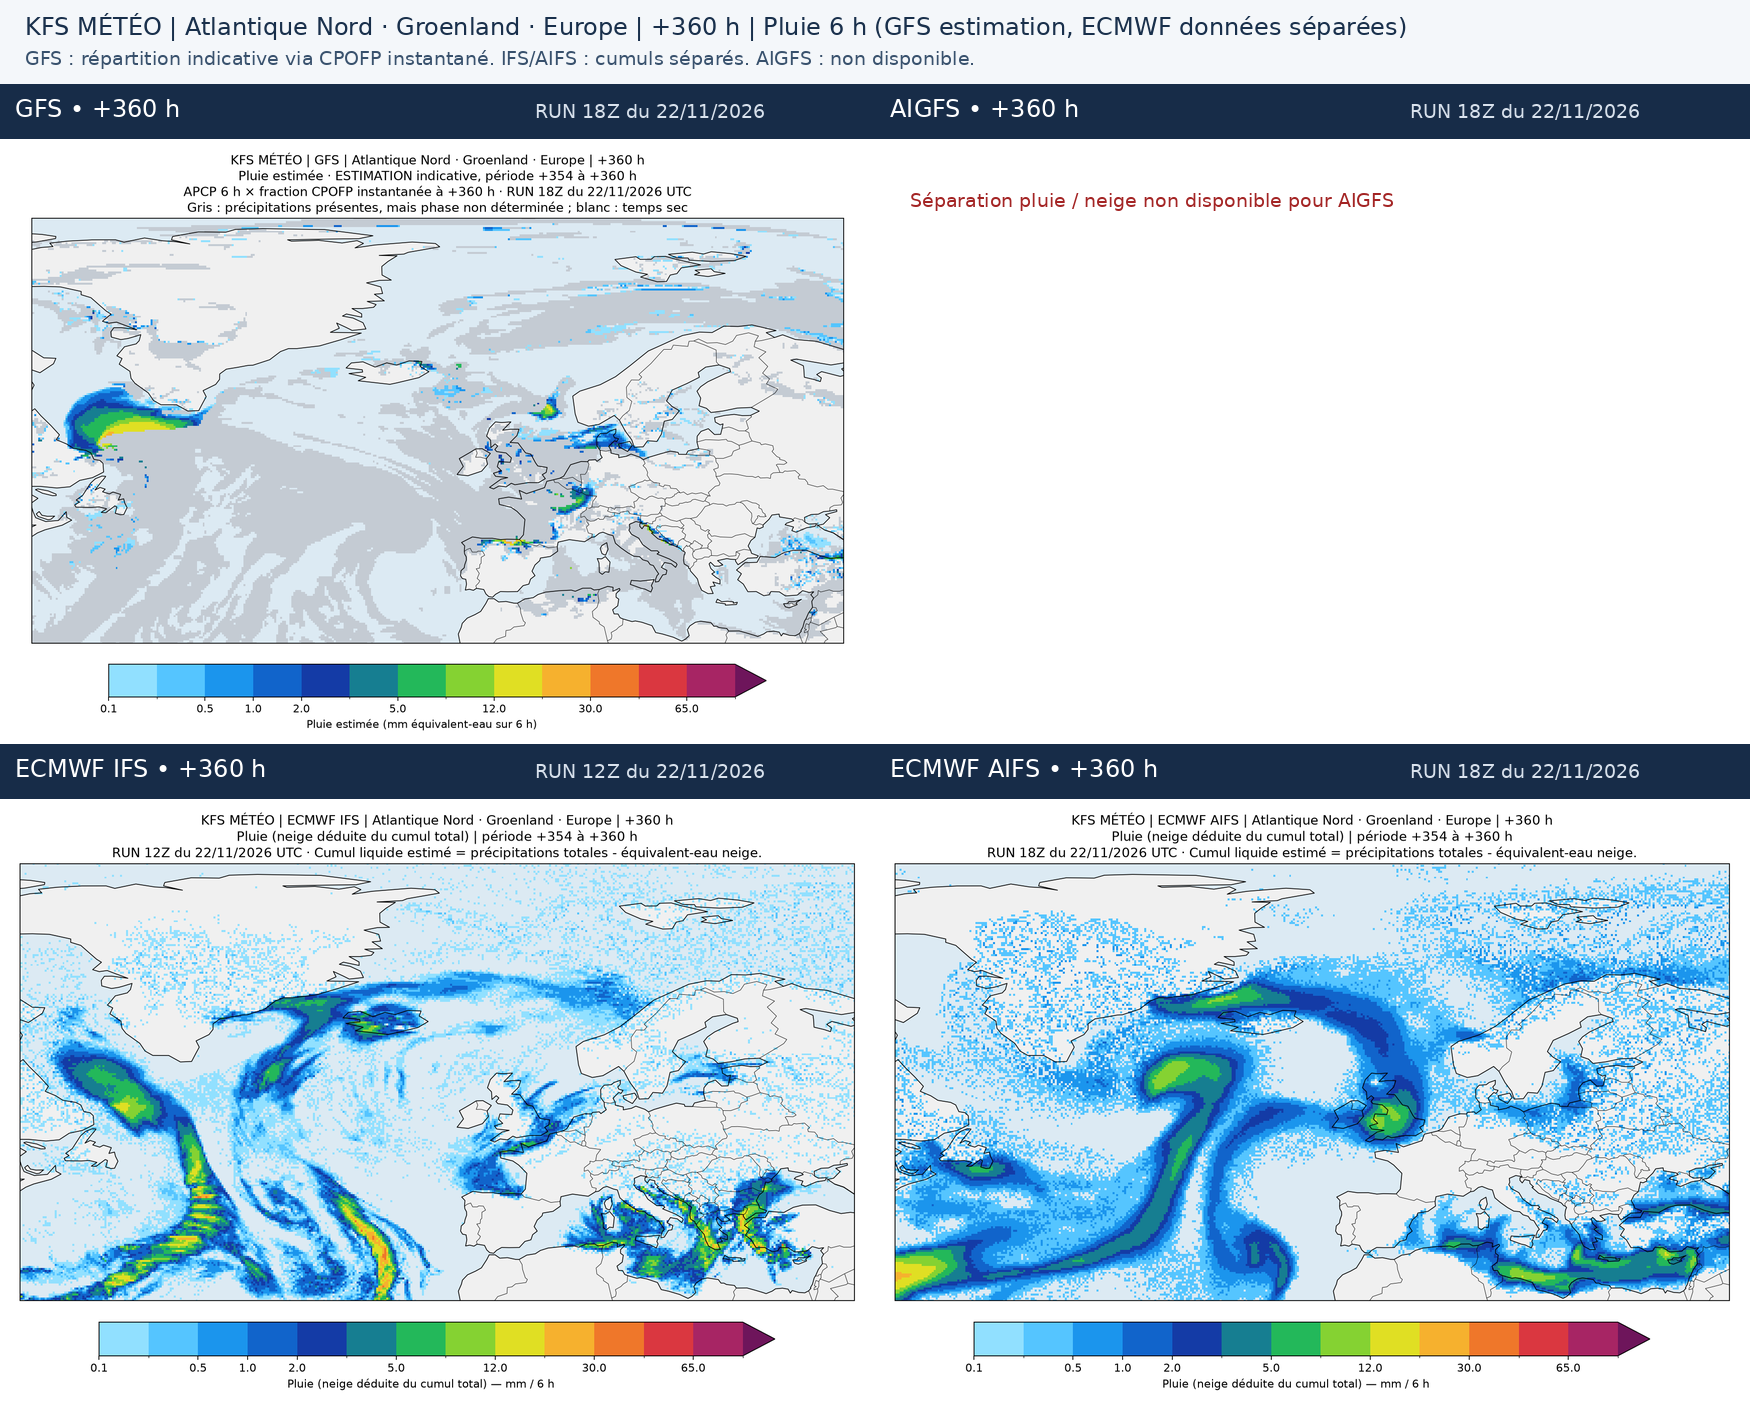 KFS MÉTÉO | Atlantique Nord · Groenland · Europe | +360 h | Pluie 6 h (GFS estimation, ECMWF données séparées)
GFS : répartition indicative via CPOFP instantané. IFS/AIFS : cumuls séparés. AIGFS : non disponible.
GFS • +360 h
RUN 18Z du 22/11/2026
AIGFS • +360 h
RUN 18Z du 22/11/2026
KFS MÉTÉO | GFS | Atlantique Nord · Groenland · Europe | +360 h
Pluie estimée · ESTIMATION indicative, période +354 à +360 h
APCP 6 h × fraction CPOFP instantanée à +360 h · RUN 18Z du 22/11/2026 UTC
Gris : précipitations présentes, mais phase non déterminée ; blanc : temps sec
0.1 0.5 1.0 2.0 5.0 12.0 30.0 65.0
Pluie estimée (mm équivalent-eau sur 6 h)
Séparation pluie / neige non disponible pour AIGFS
ECMWF IFS • +360 h
RUN 12Z du 22/11/2026
ECMWF AIFS • +360 h
RUN 18Z du 22/11/2026
KFS MÉTÉO | ECMWF IFS | Atlantique Nord · Groenland · Europe | +360 h
Pluie (neige déduite du cumul total) | période +354 à +360 h
RUN 12Z du 22/11/2026 UTC · Cumul liquide estimé = précipitations totales - équivalent-eau neige.
0.1 0.5 1.0 2.0 5.0 12.0 30.0 65.0
Pluie (neige déduite du cumul total) — mm / 6 h
KFS MÉTÉO | ECMWF AIFS | Atlantique Nord · Groenland · Europe | +360 h
Pluie (neige déduite du cumul total) | période +354 à +360 h
RUN 18Z du 22/11/2026 UTC · Cumul liquide estimé = précipitations totales - équivalent-eau neige.
0.1 0.5 1.0 2.0 5.0 12.0 30.0 65.0
Pluie (neige déduite du cumul total) — mm / 6 h